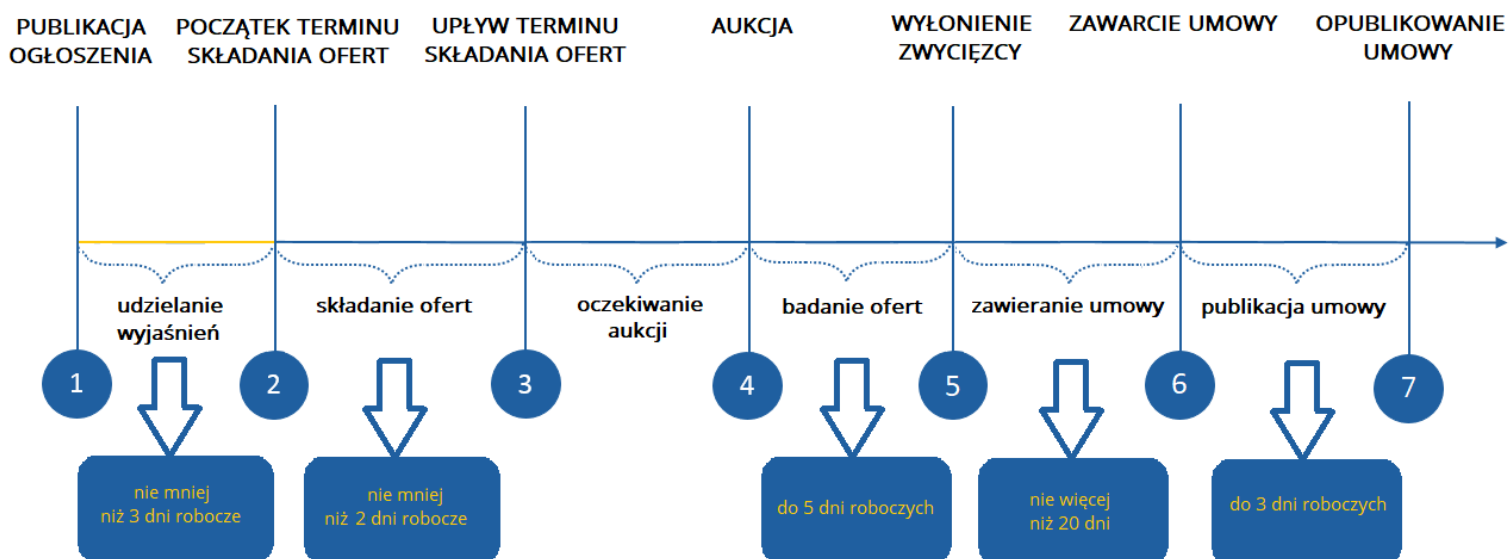 PUBLIKACJA
OGŁOSZENIA
POCZĄTEK TERMINU
SKŁADANIA OFERT
UPŁYW TERMINU
SKŁADANIA OFERT
AUKCJA
WYŁONIENIE
ZWYCIĘZCY
ZAWARCIE UMOWY
OPUBLIKOWANIE
UMOWY
udzielanie
wyjaśnień
składanie ofert
oczekiwanie
aukcji
badanie ofert
zawieranie umowy
publikacja umowy
1
2
3
4
5
6
7
nie mniej
niż 3 dni robocze
nie mniej
niż 2 dni robocze
do 5 dni roboczych
nie więcej
niż 20 dni
do 3 dni roboczych